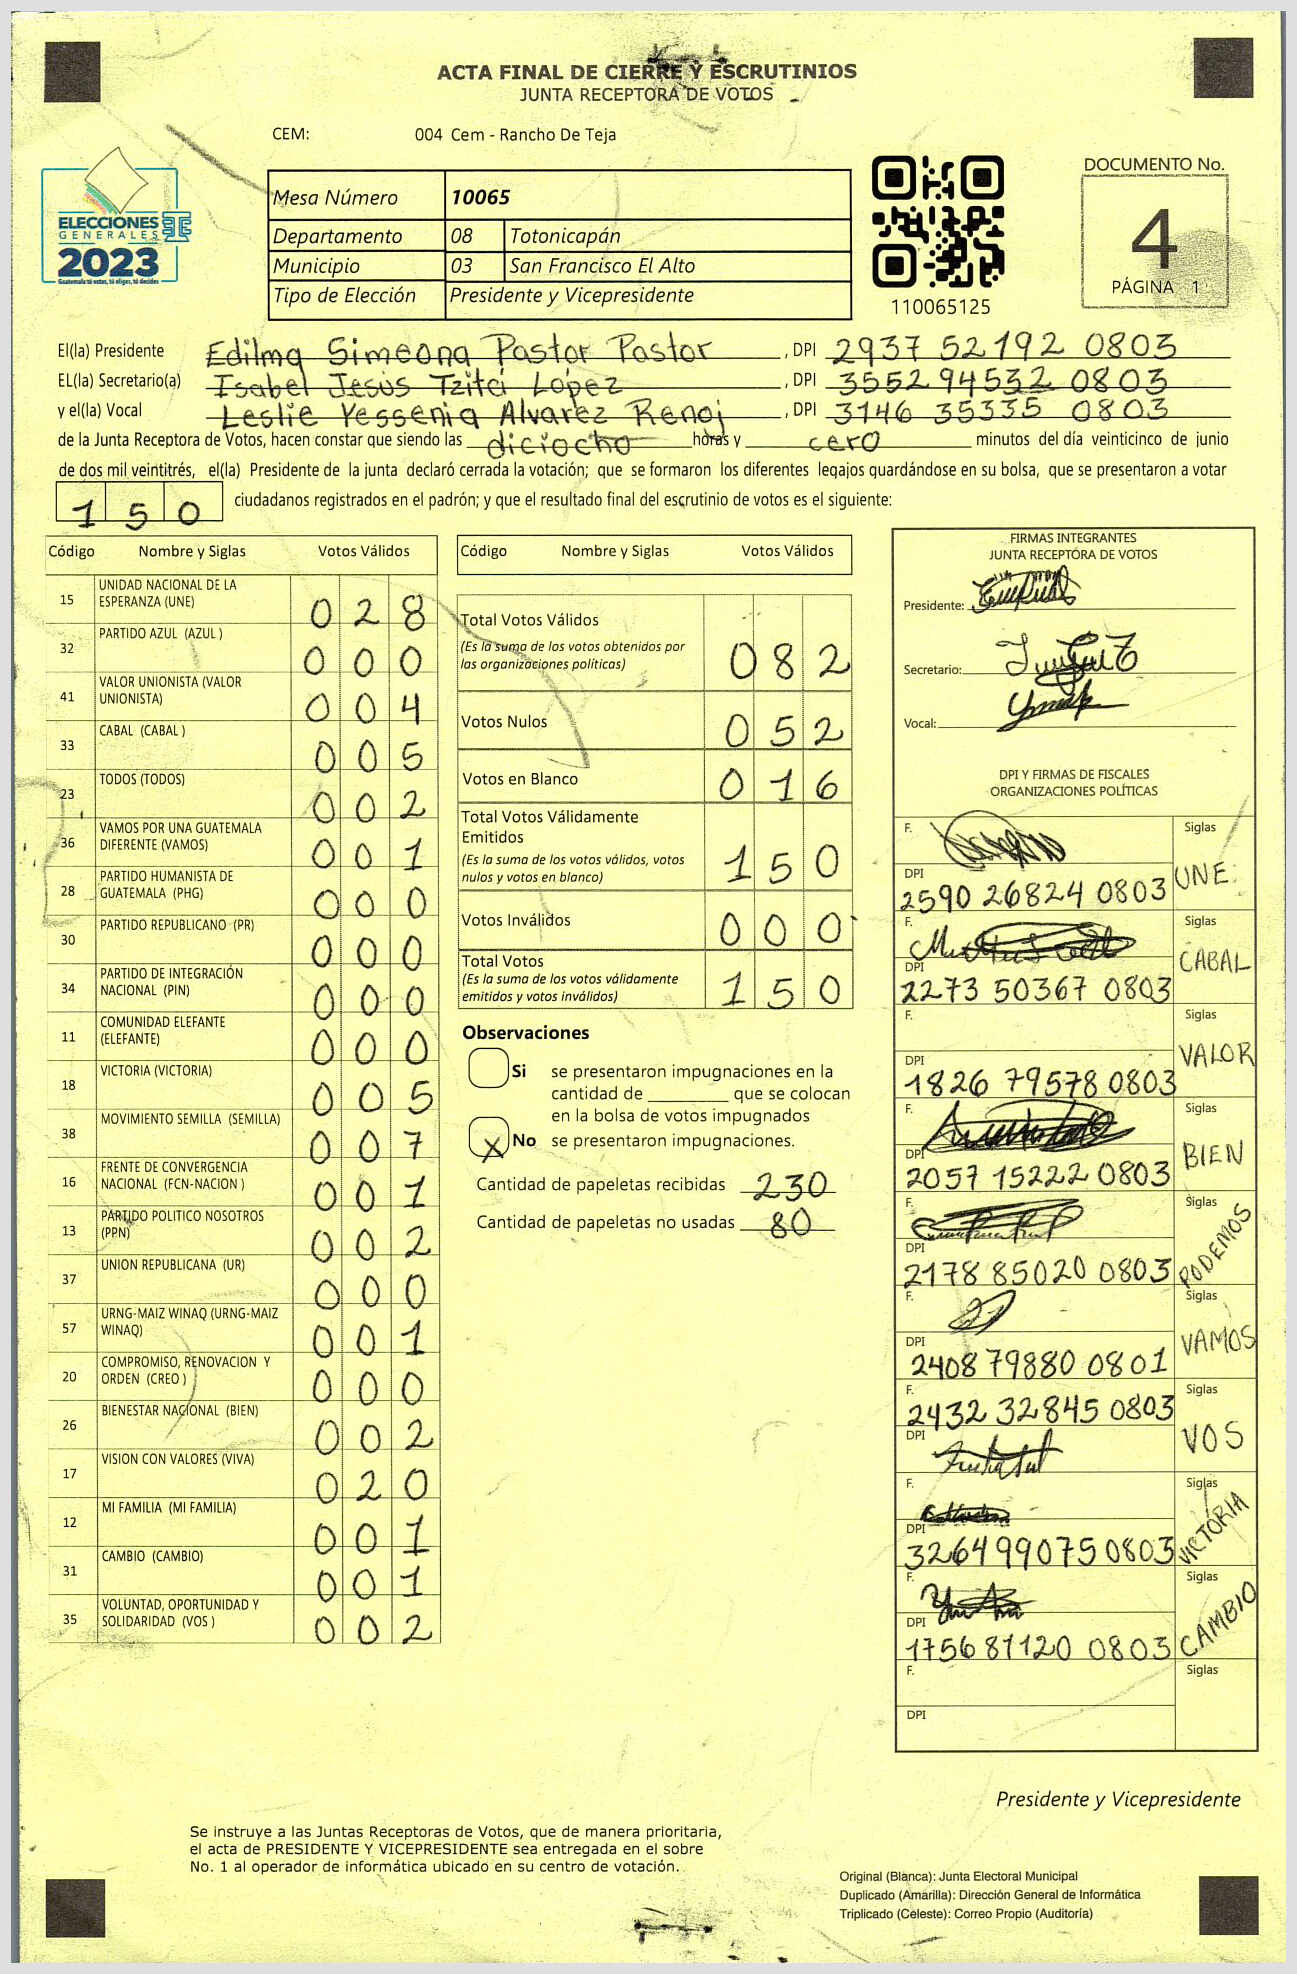 ACTA FINAL DE CIERRE Y ESCRUTINIOS
JUNTA RECEPTORA DE VOTOS
CEM: 004 Cem - Rancho De Teja
ELECCIONES
GENERALES
2023
Guatemala tú votas, tú eliges, tú decides
Mesa Número 10065
Departamento 08 Totonicapán
Municipio 03 San Francisco El Alto
Tipo de Elección Presidente y Vicepresidente
110065125
DOCUMENTO No.
4
PÁGINA 1
El(la) Presidente Edilma Simeona Pastor Pastor , DPI 2937 52192 0803
EL(la) Secretario(a) Isabel Jesús Tzitci López , DPI 3552 94532 0803
y el(la) Vocal Leslie Yessenia Alvarez Renoj , DPI 3146 35335 0803
de la Junta Receptora de Votos, hacen constar que siendo las diciocho horas y cero minutos del día veinticinco de junio
de dos mil veintitrés, el(la) Presidente de la junta declaró cerrada la votación; que se formaron los diferentes legajos guardándose en su bolsa, que se presentaron a votar
150 ciudadanos registrados en el padrón; y que el resultado final del escrutinio de votos es el siguiente:
Código Nombre y Siglas Votos Válidos
15 UNIDAD NACIONAL DE LA ESPERANZA (UNE) 028
32 PARTIDO AZUL (AZUL ) 000
41 VALOR UNIONISTA (VALOR UNIONISTA) 004
33 CABAL (CABAL ) 005
23 TODOS (TODOS) 002
36 VAMOS POR UNA GUATEMALA DIFERENTE (VAMOS) 001
28 PARTIDO HUMANISTA DE GUATEMALA (PHG) 000
30 PARTIDO REPUBLICANO (PR) 000
34 PARTIDO DE INTEGRACIÓN NACIONAL (PIN) 000
11 COMUNIDAD ELEFANTE (ELEFANTE) 000
18 VICTORIA (VICTORIA) 005
38 MOVIMIENTO SEMILLA (SEMILLA) 007
16 FRENTE DE CONVERGENCIA NACIONAL (FCN-NACION ) 001
13 PARTIDO POLITICO NOSOTROS (PPN) 002
37 UNION REPUBLICANA (UR) 000
57 URNG-MAIZ WINAQ (URNG-MAIZ WINAQ) 001
20 COMPROMISO, RENOVACION Y ORDEN (CREO ) 000
26 BIENESTAR NACIONAL (BIEN) 002
17 VISION CON VALORES (VIVA) 020
12 MI FAMILIA (MI FAMILIA) 001
31 CAMBIO (CAMBIO) 001
35 VOLUNTAD, OPORTUNIDAD Y SOLIDARIDAD (VOS ) 002
Código Nombre y Siglas Votos Válidos
Total Votos Válidos 082
(Es la suma de los votos obtenidos por
las organizaciones políticas)
Votos Nulos 052
Votos en Blanco 016
Total Votos Válidamente
Emitidos 150
(Es la suma de los votos válidos, votos
nulos y votos en blanco)
Votos Inválidos 000
Total Votos 150
(Es la suma de los votos válidamente
emitidos y votos inválidos)
Observaciones
Si se presentaron impugnaciones en la
cantidad de ________ que se colocan
en la bolsa de votos impugnados
X No se presentaron impugnaciones.
Cantidad de papeletas recibidas 230
Cantidad de papeletas no usadas 80
FIRMAS INTEGRANTES
JUNTA RECEPTORA DE VOTOS
Presidente:
Secretario:
Vocal:
DPI Y FIRMAS DE FISCALES
ORGANIZACIONES POLÍTICAS
F. Siglas
DPI 2590 26824 0803 UNE
F. Siglas
DPI 2273 50367 0803 CABAL
F. Siglas
DPI 1826 79578 0803 VALOR
F. Siglas
DPI 2057 15222 0803 BIEN
F. Siglas
DPI 2178 85020 0803 PODEMOS
F. Siglas
DPI 2408 79880 0801 VAMOS
F. Siglas
2432 32845 0803 VOS
DPI
F. Siglas
DPI 3264 99075 0803 VICTORIA
F. Siglas
DPI 1756 81120 0803 CAMBIO
F. Siglas
DPI
Presidente y Vicepresidente
Se instruye a las Juntas Receptoras de Votos, que de manera prioritaria,
el acta de PRESIDENTE Y VICEPRESIDENTE sea entregada en el sobre
No. 1 al operador de informática ubicado en su centro de votación.
Original (Blanca): Junta Electoral Municipal
Duplicado (Amarilla): Dirección General de Informática
Triplicado (Celeste): Correo Propio (Auditoría)